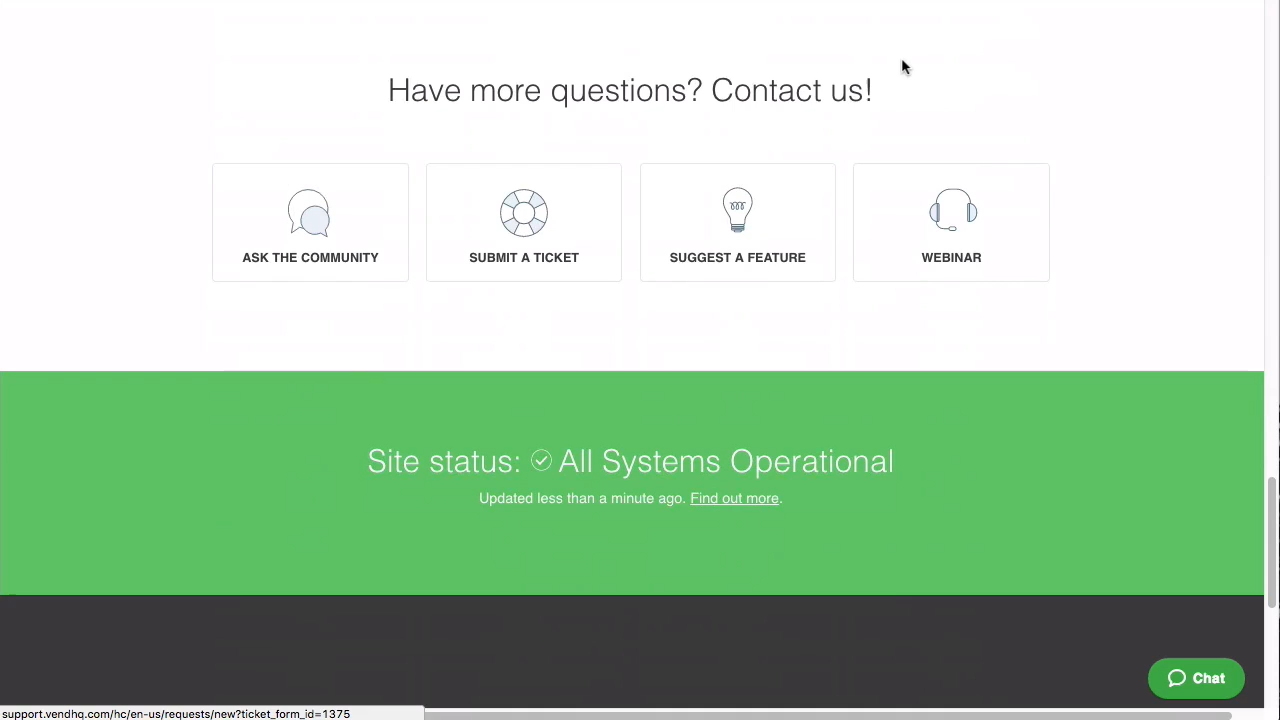 Have more questions? Contact us!
ASK THE COMMUNITY
SUBMIT A TICKET
SUGGEST A FEATURE
WEBINAR
Site status: All Systems Operational
Updated less than a minute ago. Find out more.
Chat
support.vendhq.com/hc/en-us/requests/new?ticket_form_id=1375